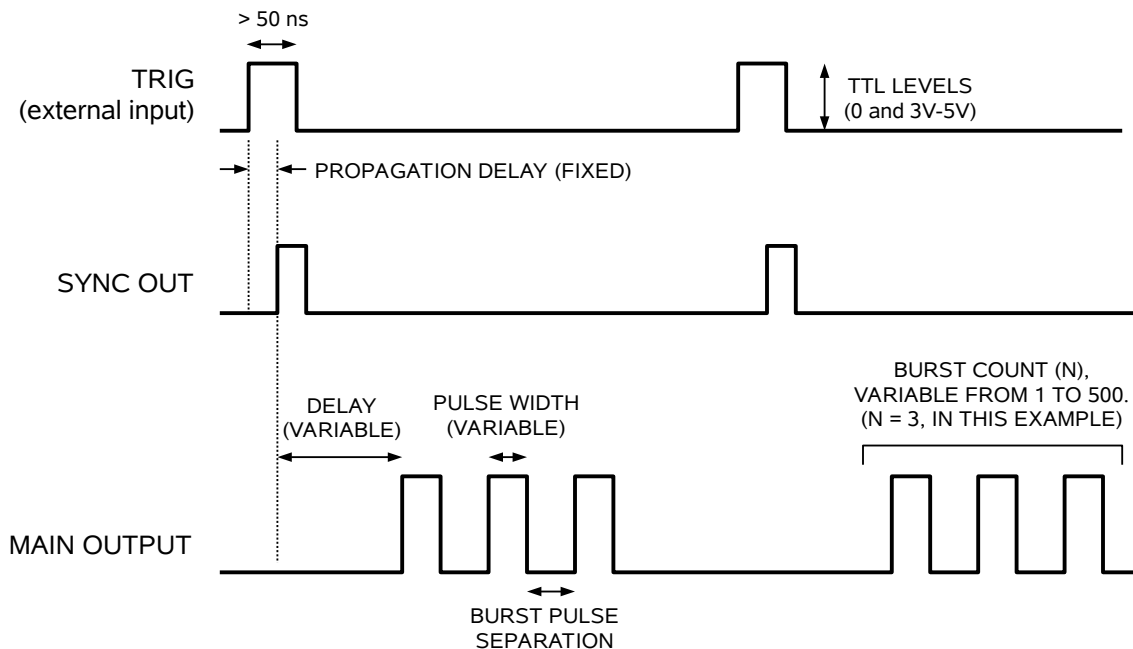 > 50 ns
TRIG
(external input)
TTL LEVELS
(0 and 3V-5V)
PROPAGATION DELAY (FIXED)
SYNC OUT
BURST COUNT (N),
VARIABLE FROM 1 TO 500.
(N = 3, IN THIS EXAMPLE)
DELAY
(VARIABLE)
PULSE WIDTH
(VARIABLE)
MAIN OUTPUT
BURST PULSE
SEPARATION